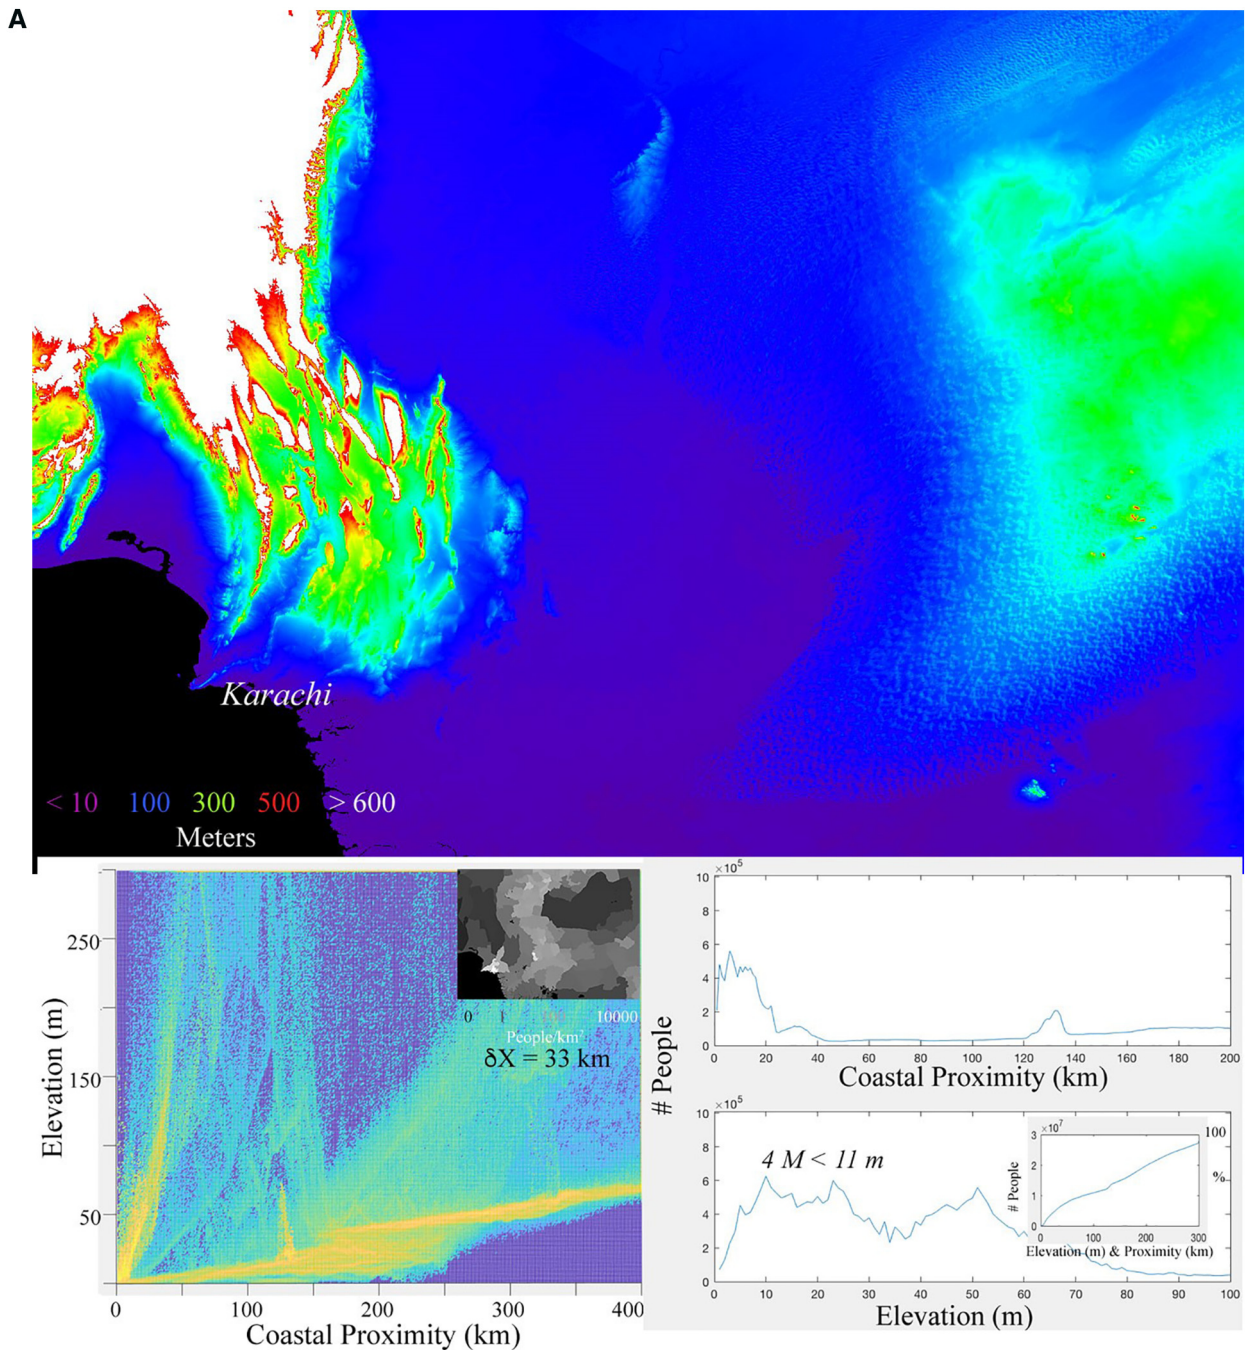 A
Karachi
< 10 100 300 500 > 600
Meters
250
150
50
Elevation (m)
0 1 10000
People/km²
δX = 33 km
0 100 200 300 400
Coastal Proximity (km)
# People
×10⁵
10
8
6
4
2
0
0 20 40 60 80 100 120 140 160 180 200
Coastal Proximity (km)
×10⁵
10
8
6
4
2
0
4 M < 11 m
0 10 20 30 40 50 60 70 80 90 100
Elevation (m)
×10⁷
3
2
1
0
# People
100
%
0 100 200 300
Elevation (m) & Proximity (km)